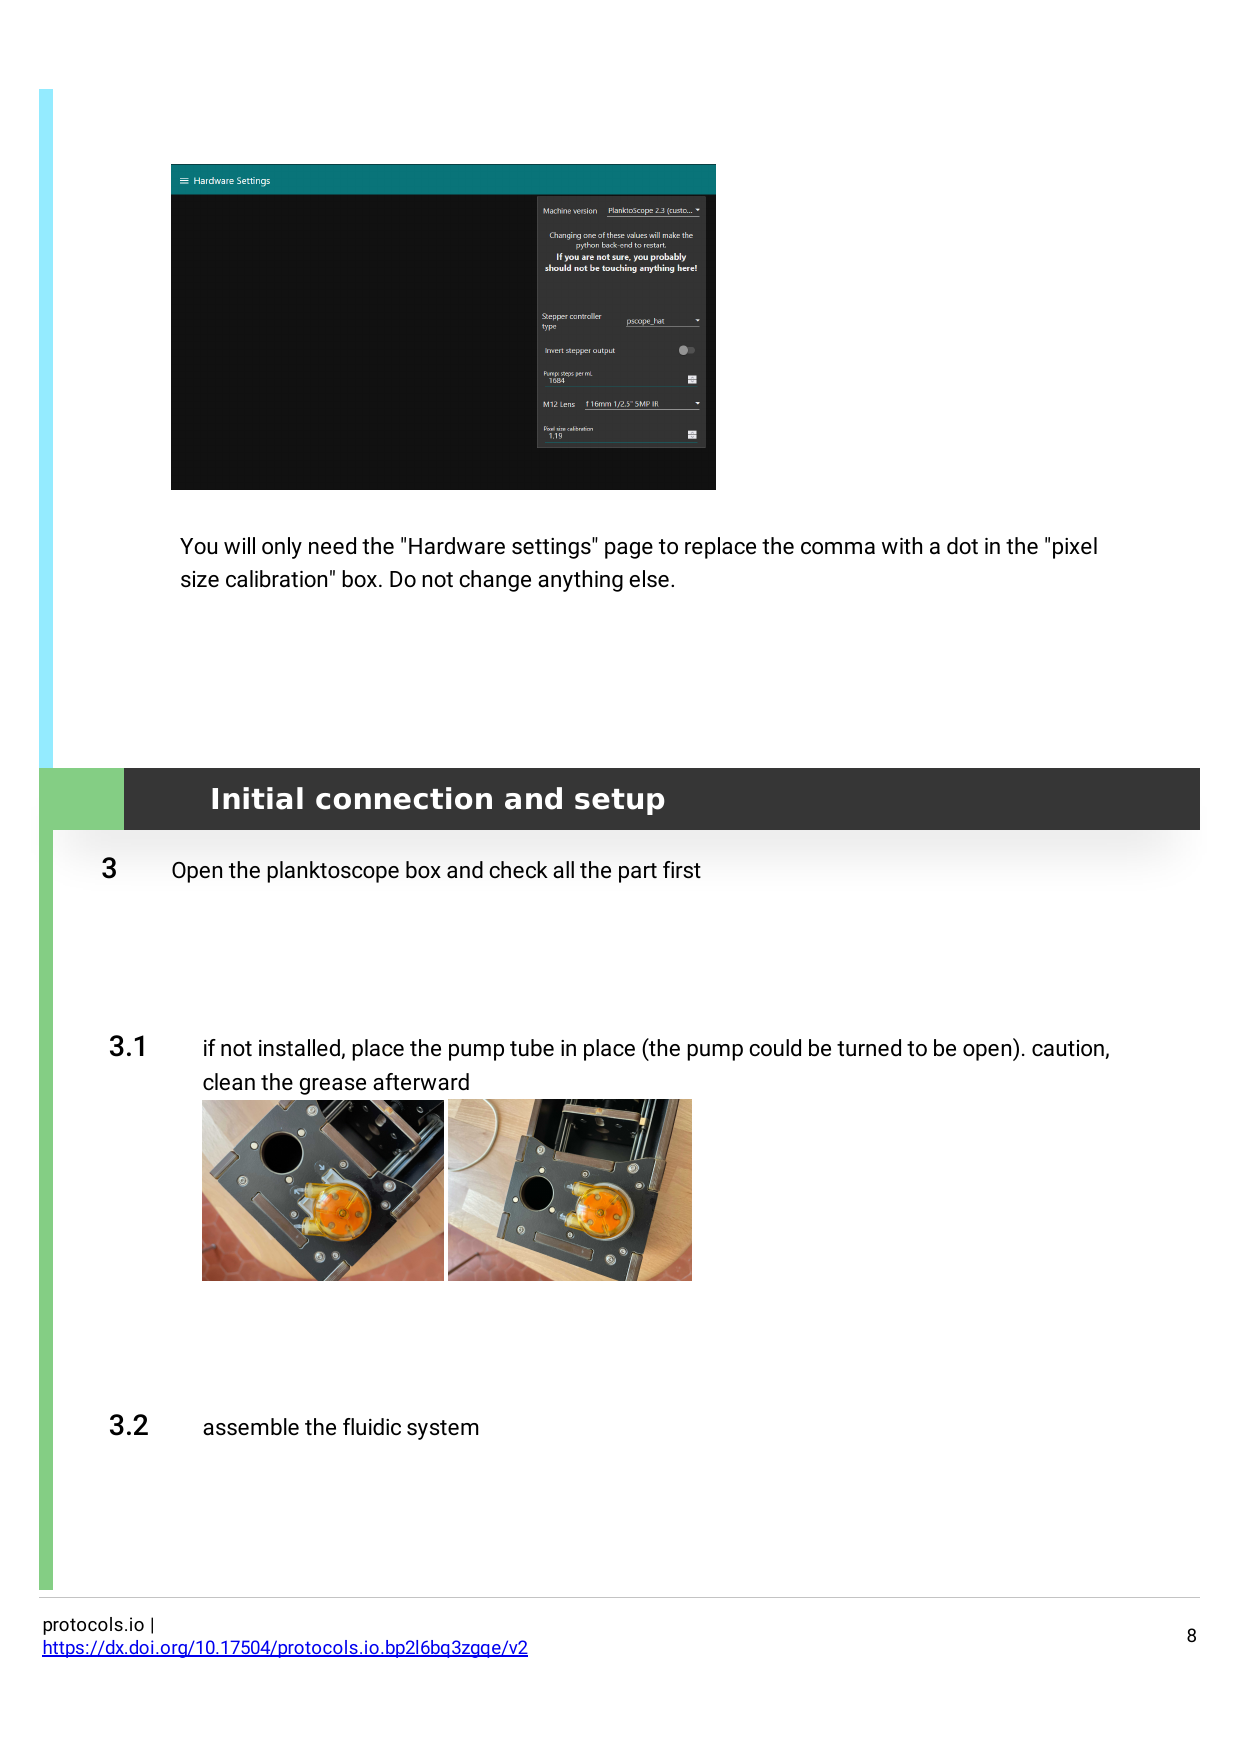 Hardware Settings
Machine version PlanktoScope 2.3 (custo...
Changing one of these values will make the
python back-end to restart.
If you are not sure, you probably
should not be touching anything here!
Stepper controller
type
pscope_hat
Invert stepper output
Pump: steps per mL
1684
M12 Lens f 16mm 1/2.5" 5MP IR
Pixel size calibration
1.19
You will only need the "Hardware settings" page to replace the comma with a dot in the "pixel
size calibration" box. Do not change anything else.
Initial connection and setup
3 Open the planktoscope box and check all the part first
3.1 if not installed, place the pump tube in place (the pump could be turned to be open). caution,
clean the grease afterward
3.2 assemble the fluidic system
protocols.io |
https://dx.doi.org/10.17504/protocols.io.bp2l6bq3zgqe/v2
8